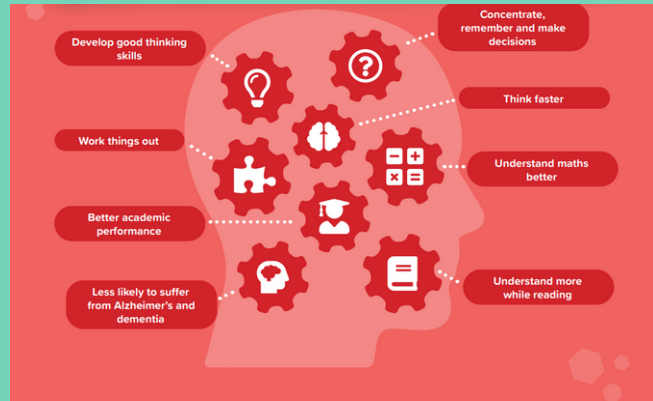 Concentrate,
remember and make
decisions
Develop good thinking
skills
Think faster
Work things out
Understand maths
better
Better academic
performance
Less likely to suffer
from Alzheimer's and
dementia
Understand more
while reading